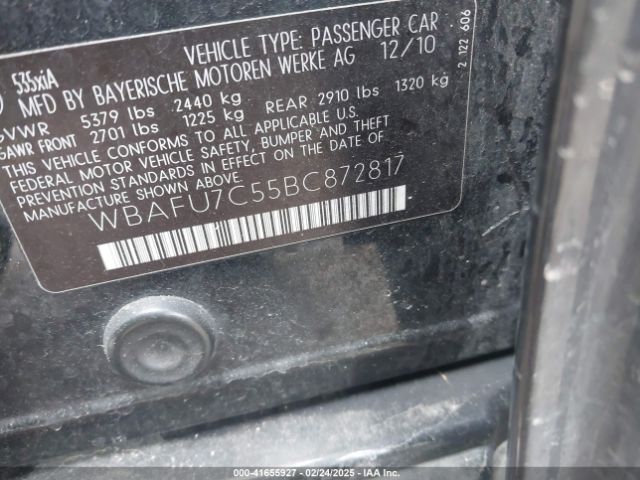 535xiA
VEHICLE TYPE: PASSENGER CAR
MFD BY BAYERISCHE MOTOREN WERKE AG 12/10
GVWR 5379 lbs 2440 kg
GAWR FRONT 2701 lbs 1225 kg REAR 2910 lbs 1320 kg
THIS VEHICLE CONFORMS TO ALL APPLICABLE U.S.
FEDERAL MOTOR VEHICLE SAFETY, BUMPER AND THEFT
PREVENTION STANDARDS IN EFFECT ON THE DATE OF
MANUFACTURE SHOWN ABOVE.
WBAFU7C55BC872817
2 122 606
000-41655927 - 02/24/2025 - IAA Inc.